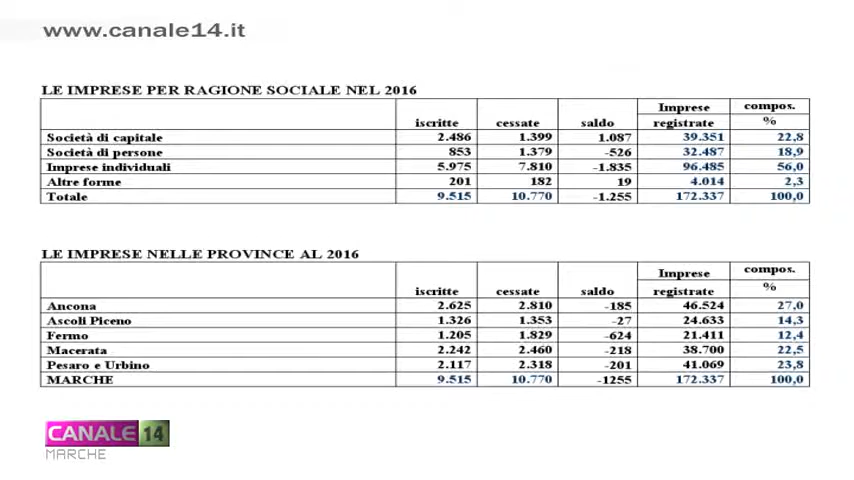 www.canale14.it
LE IMPRESE PER RAGIONE SOCIALE NEL 2016
iscritte cessate saldo Imprese registrate compos. %
Società di capitale 2.486 1.399 1.087 39.351 22,8
Società di persone 853 1.379 -526 32.487 18,9
Imprese individuali 5.975 7.810 -1.835 96.485 56,0
Altre forme 201 182 19 4.014 2,3
Totale 9.515 10.770 -1.255 172.337 100,0
LE IMPRESE NELLE PROVINCE AL 2016
iscritte cessate saldo Imprese registrate compos. %
Ancona 2.625 2.810 -185 46.524 27,0
Ascoli Piceno 1.326 1.353 -27 24.633 14,3
Fermo 1.205 1.829 -624 21.411 12,4
Macerata 2.242 2.460 -218 38.700 22,5
Pesaro e Urbino 2.117 2.318 -201 41.069 23,8
MARCHE 9.515 10.770 -1255 172.337 100,0
CANALE 14
MARCHE